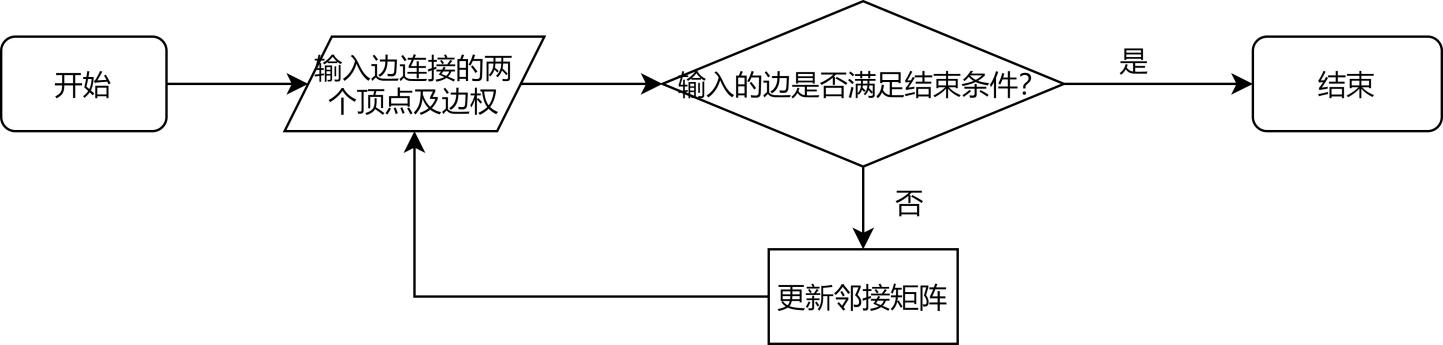 开始
输入边连接的两
个顶点及边权
输入的边是否满足结束条件？
是
结束
否
更新邻接矩阵